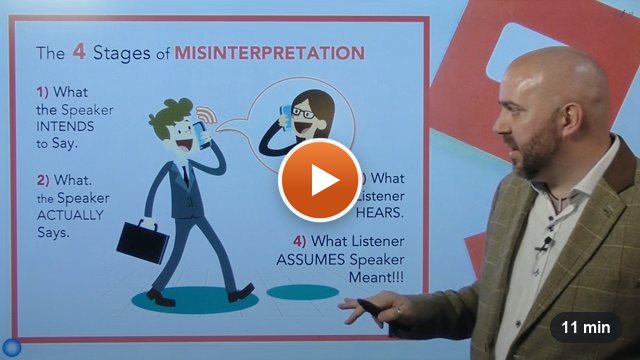 The 4 Stages of MISINTERPRETATION
1) What
the Speaker
INTENDS
to Say.
2) What.
the Speaker
ACTUALLY
Says.
) What
Listener
HEARS.
4) What Listener
ASSUMES Speaker
Meant!!!
11 min